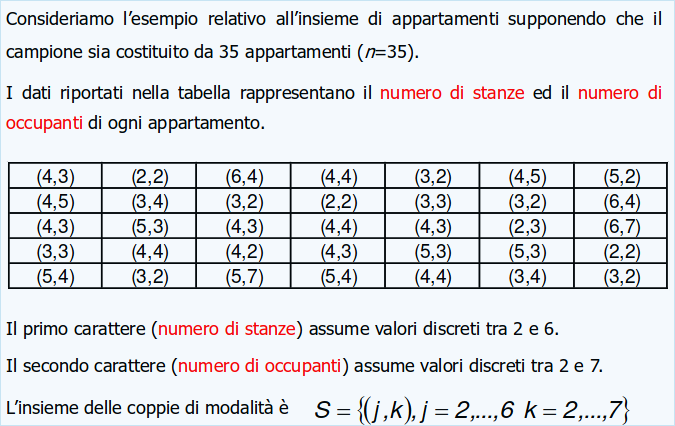 Consideriamo l'esempio relativo all'insieme di appartamenti supponendo che il
campione sia costituito da 35 appartamenti (n=35).
I dati riportati nella tabella rappresentano il numero di stanze ed il numero di
occupanti di ogni appartamento.
(4,3) (2,2) (6,4) (4,4) (3,2) (4,5) (5,2)
(4,5) (3,4) (3,2) (2,2) (3,3) (3,2) (6,4)
(4,3) (5,3) (4,3) (4,4) (4,3) (2,3) (6,7)
(3,3) (4,4) (4,2) (4,3) (5,3) (5,3) (2,2)
(5,4) (3,2) (5,7) (5,4) (4,4) (3,4) (3,2)
Il primo carattere (numero di stanze) assume valori discreti tra 2 e 6.
Il secondo carattere (numero di occupanti) assume valori discreti tra 2 e 7.
L'insieme delle coppie di modalità è S = {(j,k), j = 2,...,6 k = 2,...,7}